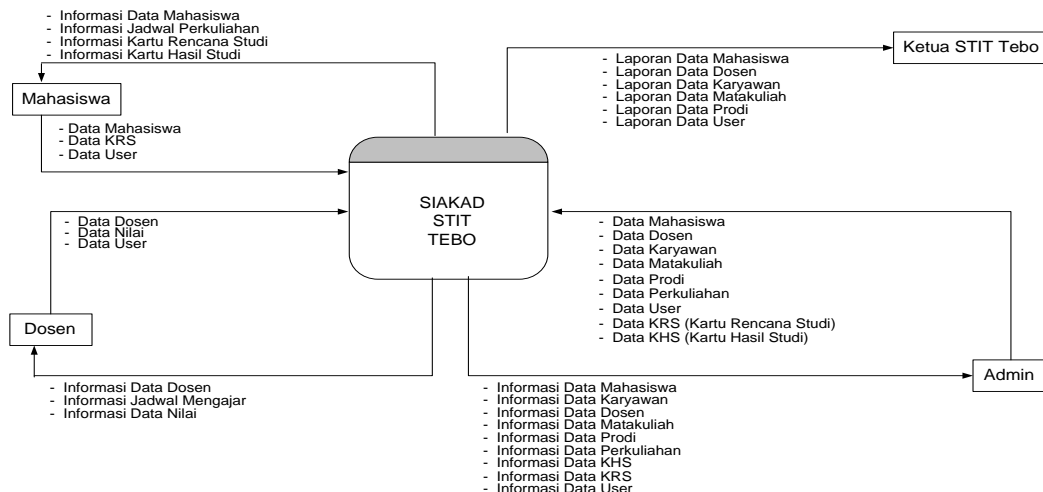 - Informasi Data Mahasiswa
- Informasi Jadwal Perkuliahan
- Informasi Kartu Rencana Studi
- Informasi Kartu Hasil Studi
Mahasiswa
- Data Mahasiswa
- Data KRS
- Data User
Ketua STIT Tebo
- Laporan Data Mahasiswa
- Laporan Data Dosen
- Laporan Data Karyawan
- Laporan Data Matakuliah
- Laporan Data Prodi
- Laporan Data User
SIAKAD
STIT
TEBO
- Data Dosen
- Data Nilai
- Data User
Dosen
- Informasi Data Dosen
- Informasi Jadwal Mengajar
- Informasi Data Nilai
- Data Mahasiswa
- Data Dosen
- Data Karyawan
- Data Matakuliah
- Data Prodi
- Data Perkuliahan
- Data User
- Data KRS (Kartu Rencana Studi)
- Data KHS (Kartu Hasil Studi)
Admin
- Informasi Data Mahasiswa
- Informasi Data Karyawan
- Informasi Data Dosen
- Informasi Data Matakuliah
- Informasi Data Prodi
- Informasi Data Perkuliahan
- Informasi Data KHS
- Informasi Data KRS
- Informasi Data User